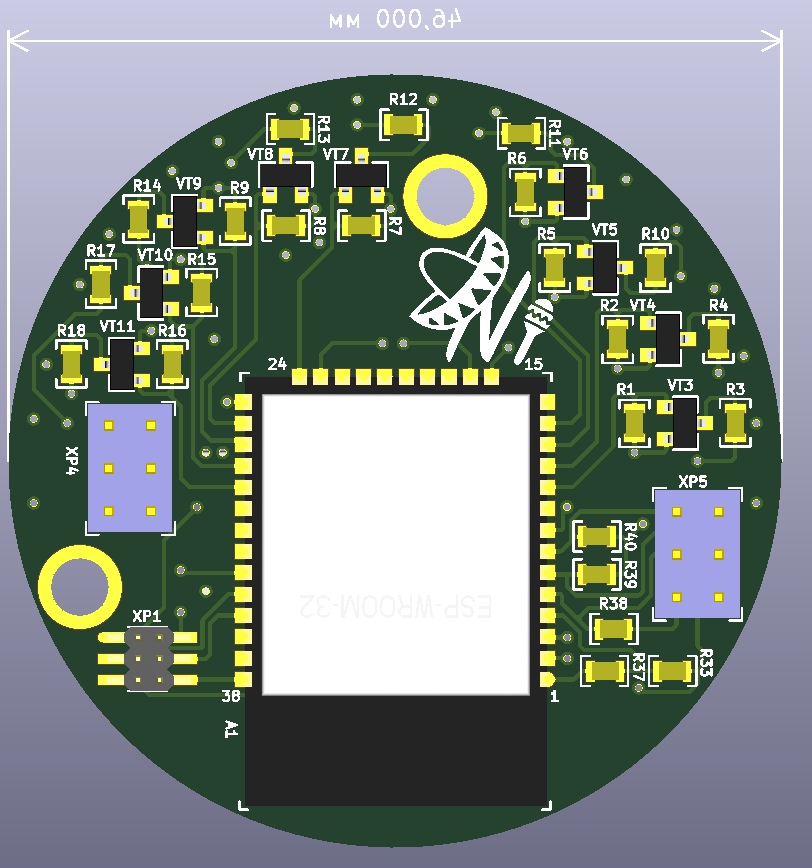 46,000 мм
R12
R13
R11
VT8
VT7
R6
VT6
R14
VT9
R9
R8
R7
R5
VT5
R10
R17
VT10
R15
R2
VT4
R4
R18
VT11
R16
24
15
R1
VT3
R3
XP4
XP5
R40
R39
ESP-WROOM-32
XP1
R38
R37
R33
38
1
A1